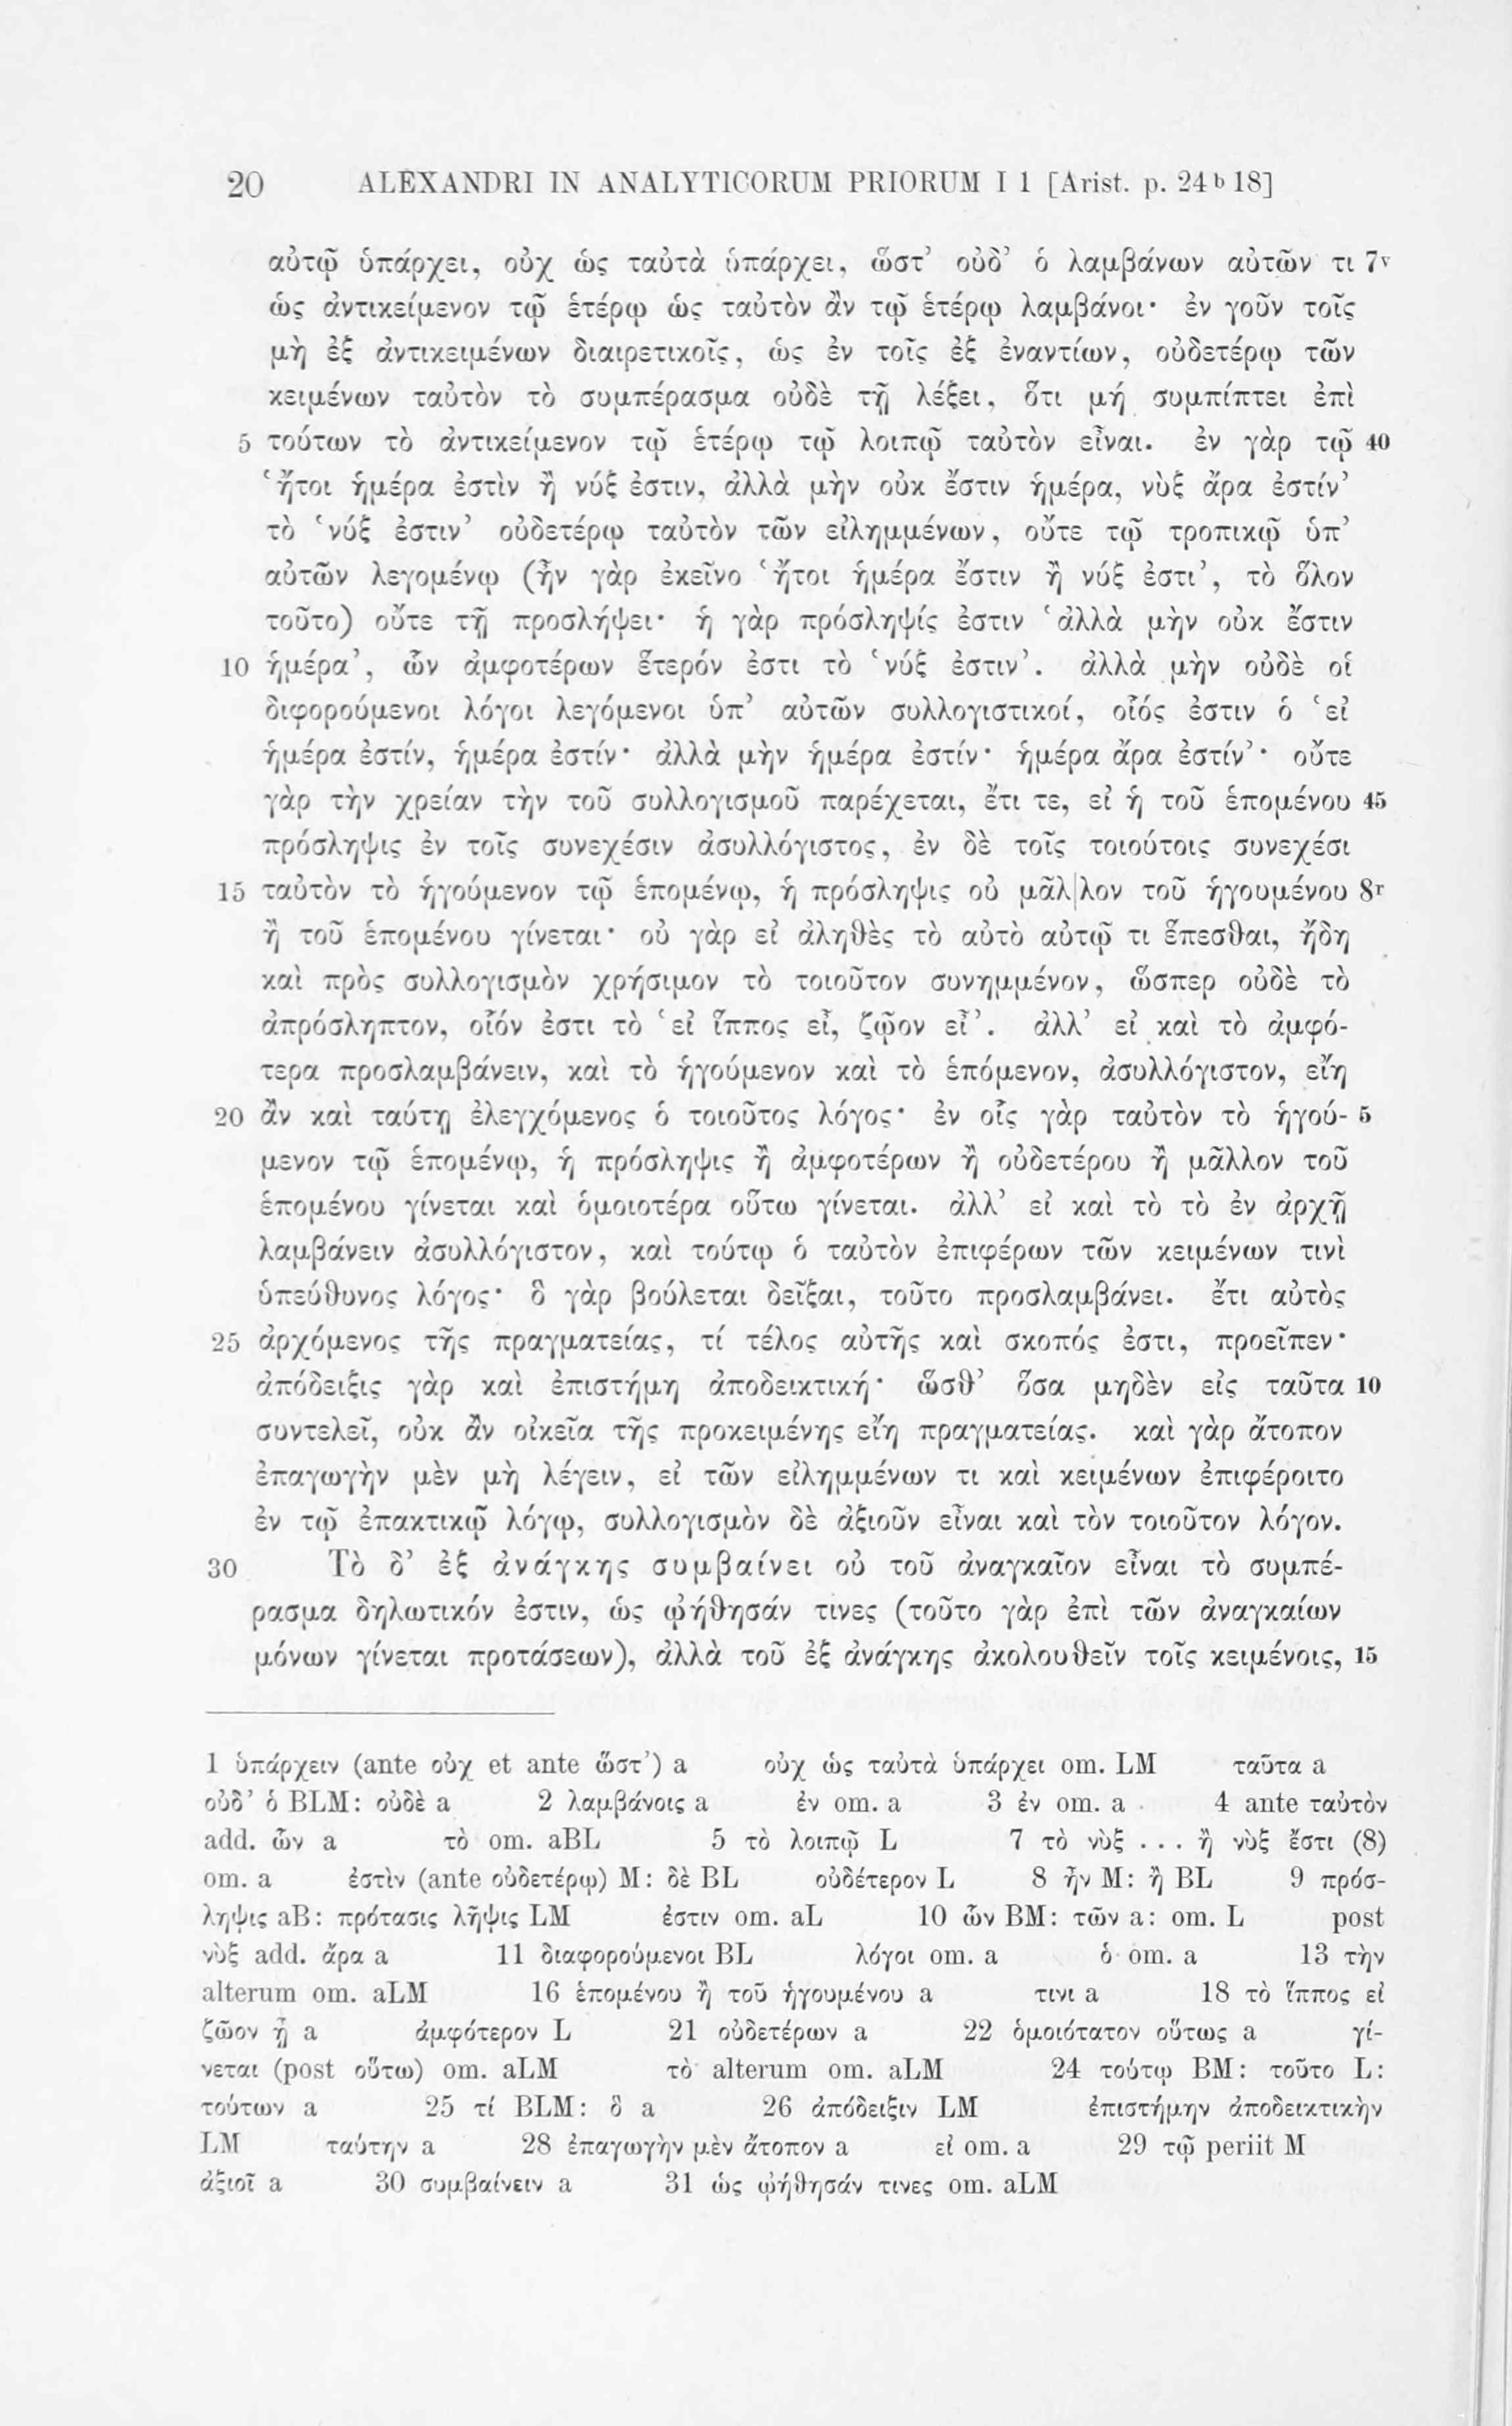 20 ALEXANDRI IN ANALYTICORUM PRIORUM I 1 [Arist. p. 24 b 18]
αὑτῷ ὑπάρχει, οὐχ ὡς ταὐτὰ ὑπάρχει, ὥστ’ οὐδ’ ὁ λαμβάνων αὐτῶν τι 7v
ὡς ἀντικείμενον τῷ ἑτέρῳ ὡς ταὐτὸν ἂν τῷ ἑτέρῳ λαμβάνοι· ἐν γοῦν τοῖς
μὴ ἐξ ἀντικειμένων διαιρετικοῖς, ὡς ἐν τοῖς ἐξ ἐναντίων, οὐδετέρῳ τῶν
κειμένων ταὐτὸν τὸ συμπέρασμα οὐδὲ τῇ λέξει, ὅτι μή συμπίπτει ἐπὶ
5 τούτων τὸ ἀντικείμενον τῷ ἑτέρῳ τῷ λοιπῷ ταὐτὸν εἶναι. ἐν γὰρ τῷ 40
‘ἤτοι ἡμέρα ἐστὶν ἢ νύξ ἐστιν, ἀλλὰ μὴν οὐκ ἔστιν ἡμέρα, νὺξ ἄρα ἐστίν’
τὸ ‘νύξ ἐστιν’ οὐδετέρῳ ταὐτὸν τῶν εἰλημμένων, οὔτε τῷ τροπικῷ ὑπ’
αὐτῶν λεγομένῳ (ἦν γὰρ ἐκεῖνο ‘ἤτοι ἡμέρα ἔστιν ἢ νύξ ἐστι’, τὸ ὅλον
τοῦτο) οὔτε τῇ προσλήψει· ἡ γὰρ πρόσληψίς ἐστιν ‘ἀλλὰ μὴν οὐκ ἔστιν
10 ἡμέρα’, ὧν ἀμφοτέρων ἕτερόν ἐστι τὸ ‘νύξ ἐστιν’. ἀλλὰ μὴν οὐδὲ οἱ
διφορούμενοι λόγοι λεγόμενοι ὑπ’ αὐτῶν συλλογιστικοί, οἷός ἐστιν ὁ ‘εἰ
ἡμέρα ἐστίν, ἡμέρα ἐστίν· ἀλλὰ μὴν ἡμέρα ἐστίν· ἡμέρα ἄρα ἐστίν’· οὔτε
γὰρ τὴν χρείαν τὴν τοῦ συλλογισμοῦ παρέχεται, ἔτι τε, εἰ ἡ τοῦ ἑπομένου 45
πρόσληψις ἐν τοῖς συνεχέσιν ἀσυλλόγιστος, ἐν δὲ τοῖς τοιούτοις συνεχέσι
15 ταὐτὸν τὸ ἡγούμενον τῷ ἑπομένῳ, ἡ πρόσληψις οὐ μᾶλ|λον τοῦ ἡγουμένου 8r
ἢ τοῦ ἑπομένου γίνεται· οὐ γὰρ εἰ ἀληθὲς τὸ αὐτὸ αὑτῷ τι ἕπεσθαι, ἤδη
καὶ πρὸς συλλογισμὸν χρήσιμον τὸ τοιοῦτον συνημμένον, ὥσπερ οὐδὲ τὸ
ἀπρόσληπτον, οἷόν ἐστι τὸ ‘εἰ ἵππος εἶ, ζῷον εἶ’. ἀλλ’ εἰ καὶ τὸ ἀμφό-
τερα προσλαμβάνειν, καὶ τὸ ἡγούμενον καὶ τὸ ἑπόμενον, ἀσυλλόγιστον, εἴη
20 ἂν καὶ ταύτῃ ἐλεγχόμενος ὁ τοιοῦτος λόγος· ἐν οἷς γὰρ ταὐτὸν τὸ ἡγού- 5
μενον τῷ ἑπομένῳ, ἡ πρόσληψις ἢ ἀμφοτέρων ἢ οὐδετέρου ἢ μᾶλλον τοῦ
ἑπομένου γίνεται καὶ ὁμοιοτέρα οὕτω γίνεται. ἀλλ’ εἰ καὶ τὸ τὸ ἐν ἀρχῇ
λαμβάνειν ἀσυλλόγιστον, καὶ τούτῳ ὁ ταὐτὸν ἐπιφέρων τῶν κειμένων τινὶ
ὑπεύθυνος λόγος· ὃ γὰρ βούλεται δεῖξαι, τοῦτο προσλαμβάνει. ἔτι αὐτὸς
25 ἀρχόμενος τῆς πραγματείας, τί τέλος αὐτῆς καὶ σκοπός ἐστι, προεῖπεν·
ἀπόδειξις γὰρ καὶ ἐπιστήμη ἀποδεικτική· ὥσθ’ ὅσα μηδὲν εἰς ταῦτα 10
συντελεῖ, οὐκ ἂν οἰκεῖα τῆς προκειμένης εἴη πραγματείας. καὶ γὰρ ἄτοπον
ἐπαγωγὴν μὲν μὴ λέγειν, εἰ τῶν εἰλημμένων τι καὶ κειμένων ἐπιφέροιτο
ἐν τῷ ἐπακτικῷ λόγῳ, συλλογισμὸν δὲ ἀξιοῦν εἶναι καὶ τὸν τοιοῦτον λόγον.
30 Τὸ δ’ ἐξ ἀνάγκης συμβαίνει οὐ τοῦ ἀναγκαῖον εἶναι τὸ συμπέ-
ρασμα δηλωτικόν ἐστιν, ὡς ᾠήθησάν τινες (τοῦτο γὰρ ἐπὶ τῶν ἀναγκαίων
μόνων γίνεται προτάσεων), ἀλλὰ τοῦ ἐξ ἀνάγκης ἀκολουθεῖν τοῖς κειμένοις, 15
1 ὑπάρχειν (ante οὐχ et ante ὥστ’) a οὐχ ὡς ταὐτὰ ὑπάρχει om. LM ταῦτα a
οὐδ’ ὁ BLM: οὐδὲ a 2 λαμβάνοις a ἐν om. a 3 ἐν om. a 4 ante ταὐτὸν
add. ὧν a τὸ om. aBL 5 τὸ λοιπῷ L 7 τὸ νὺξ . . . ἢ νὺξ ἔστι (8)
om. a ἐστὶν (ante οὐδετέρῳ) M: δὲ BL οὐδέτερον L 8 ἦν M: ἢ BL 9 πρόσ-
ληψις aB: πρότασις λῆψις LM ἐστιν om. aL 10 ὧν BM: τῶν a: om. L post
νὺξ add. ἄρα a 11 διαφορούμενοι BL λόγοι om. a ὁ om. a 13 τὴν
alterum om. aLM 16 ἑπομένου ἢ τοῦ ἡγουμένου a τινι a 18 τὸ ἵππος εἰ
ζῶον ᾖ a ἀμφότερον L 21 οὐδετέρων a 22 ὁμοιότατον οὕτως a γί-
νεται (post οὕτω) om. aLM τὸ alterum om. aLM 24 τούτῳ BM: τοῦτο L:
τούτων a 25 τί BLM: ὃ a 26 ἀπόδειξιν LM ἐπιστήμην ἀποδεικτικὴν
LM ταύτην a 28 ἐπαγωγὴν μὲν ἄτοπον a εἰ om. a 29 τῷ periit M
ἀξιοῖ a 30 συμβαίνειν a 31 ὡς ᾠήθησάν τινες om. aLM